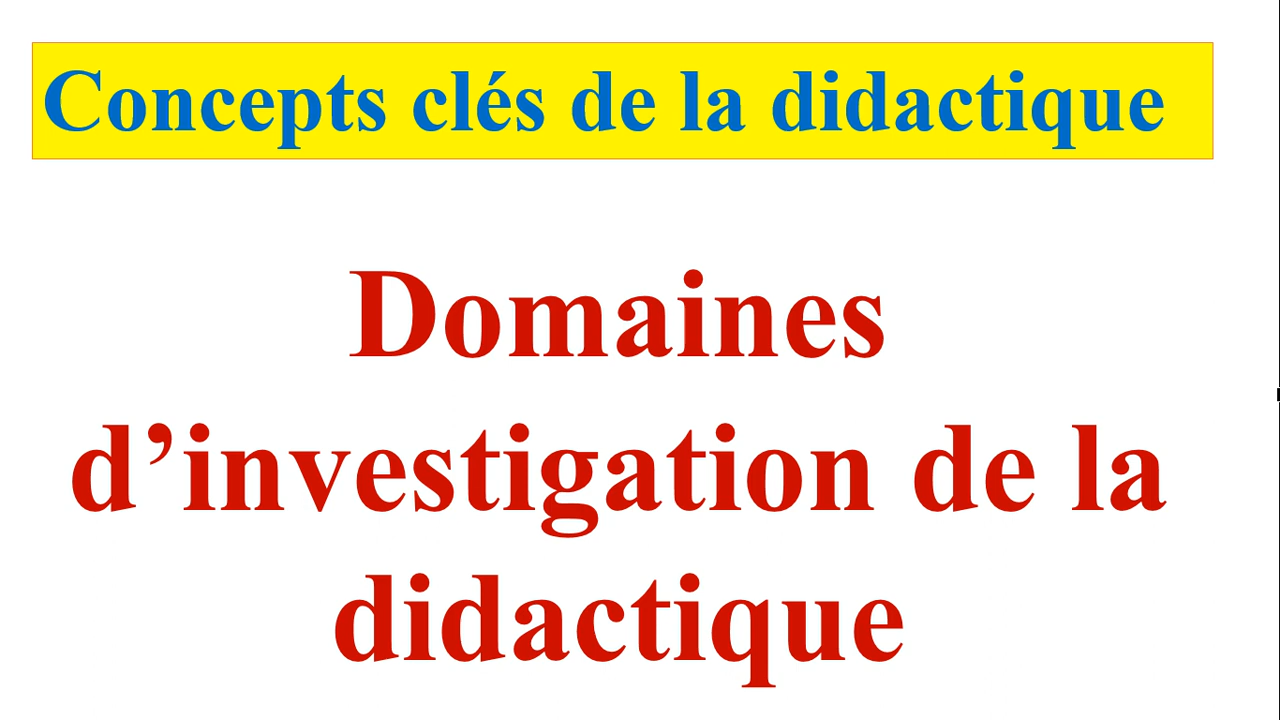 Concepts clés de la didactique
Domaines
d’investigation de la
didactique